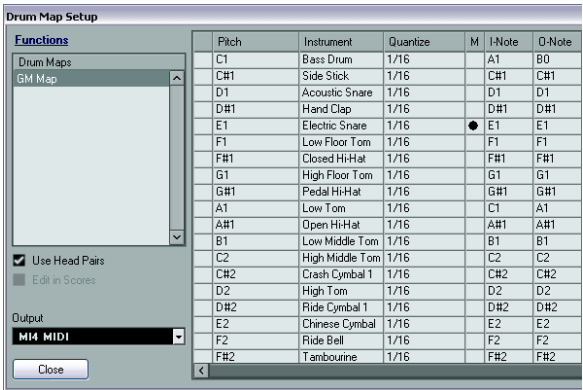 Drum Map Setup
Functions
Drum Maps
GM Map
Use Head Pairs
Edit in Scores
Output
MI4 MIDI
Close
Pitch Instrument Quantize M I-Note O-Note
C1 Bass Drum 1/16 A1 B0
C#1 Side Stick 1/16 C#1 C#1
D1 Acoustic Snare 1/16 D1 D1
D#1 Hand Clap 1/16 D#1 D#1
E1 Electric Snare 1/16 E1 E1
F1 Low Floor Tom 1/16 F1 F1
F#1 Closed Hi-Hat 1/16 F#1 F#1
G1 High Floor Tom 1/16 G1 G1
G#1 Pedal Hi-Hat 1/16 G#1 G#1
A1 Low Tom 1/16 C1 A1
A#1 Open Hi-Hat 1/16 A#1 A#1
B1 Low Middle Tom 1/16 B1 B1
C2 High Middle Tom 1/16 C2 C2
C#2 Crash Cymbal 1 1/16 C#2 C#2
D2 High Tom 1/16 D2 D2
D#2 Ride Cymbal 1 1/16 D#2 D#2
E2 Chinese Cymbal 1/16 E2 E2
F2 Ride Bell 1/16 F2 F2
F#2 Tambourine 1/16 F#2 F#2